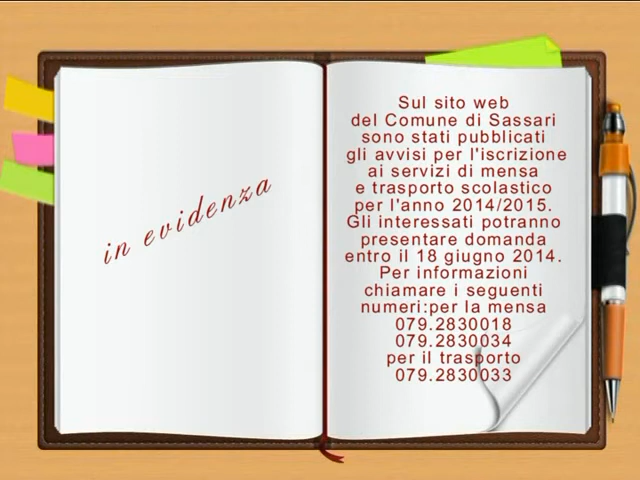 in evidenza
Sul sito web
del Comune di Sassari
sono stati pubblicati
gli avvisi per l'iscrizione
ai servizi di mensa
e trasporto scolastico
per l'anno 2014/2015.
Gli interessati potranno
presentare domanda
entro il 18 giugno 2014.
Per informazioni
chiamare i seguenti
numeri:per la mensa
079.2830018
079.2830034
per il trasporto
079.2830033